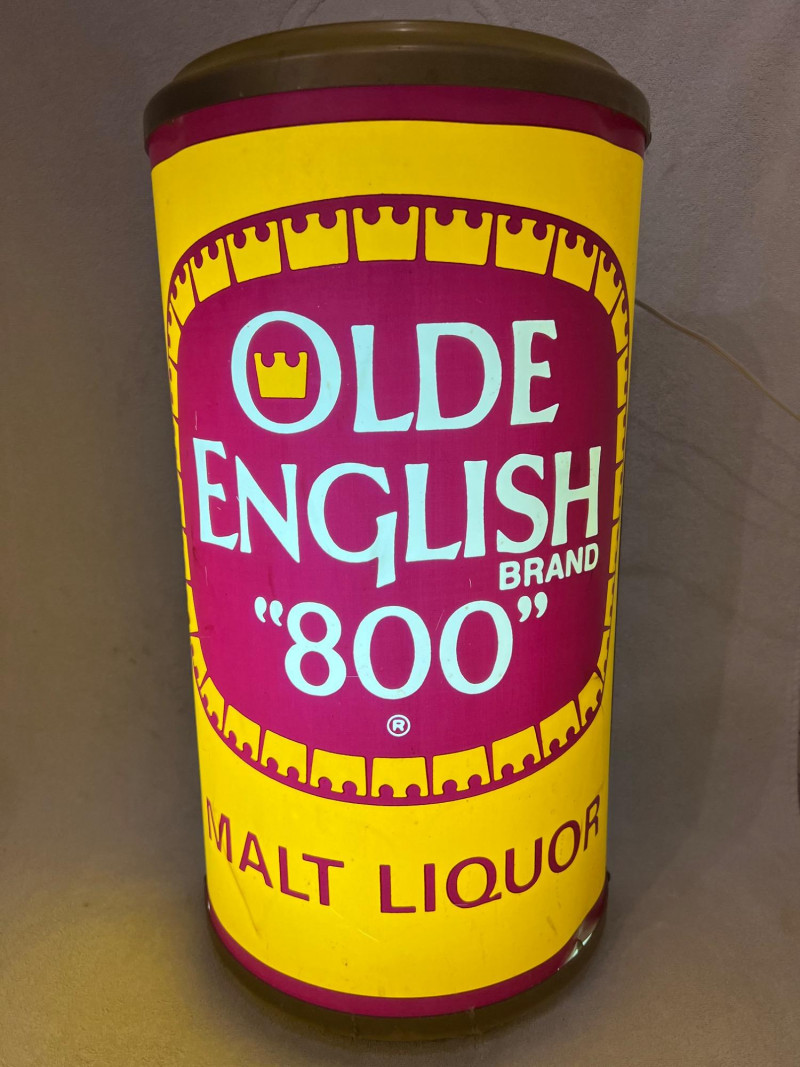 OLDE
ENGLISH
BRAND
“800”
®
MALT LIQUOR